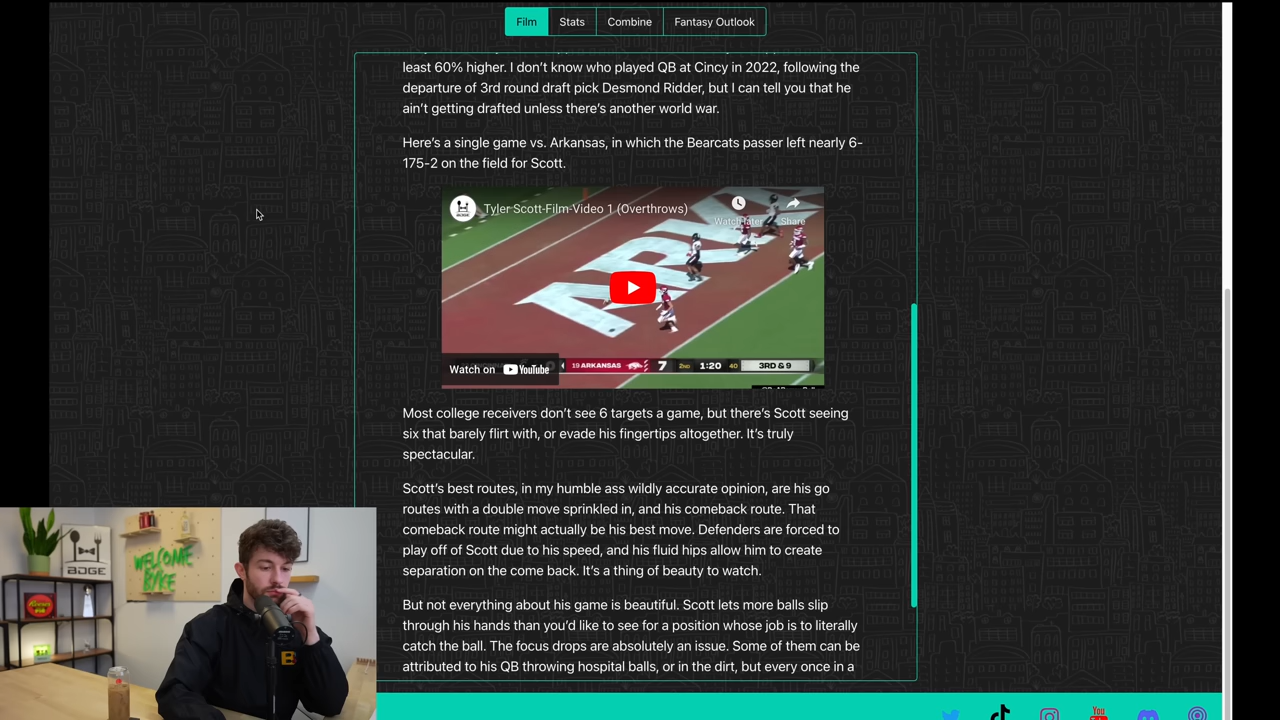 Film
Stats
Combine
Fantasy Outlook
least 60% higher. I don't know who played QB at Cincy in 2022, following the
departure of 3rd round draft pick Desmond Ridder, but I can tell you that he
ain't getting drafted unless there's another world war.
Here's a single game vs. Arkansas, in which the Bearcats passer left nearly 6-
175-2 on the field for Scott.
BDGE
Tyler Scott-Film-Video 1 (Overthrows)
Watch later
Share
ARK
Watch on YouTube
19 ARKANSAS 7 2ND 1:20 40 3RD & 9
Most college receivers don't see 6 targets a game, but there's Scott seeing
six that barely flirt with, or evade his fingertips altogether. It's truly
spectacular.
Scott's best routes, in my humble ass wildly accurate opinion, are his go
routes with a double move sprinkled in, and his comeback route. That
comeback route might actually be his best move. Defenders are forced to
play off of Scott due to his speed, and his fluid hips allow him to create
separation on the come back. It's a thing of beauty to watch.
But not everything about his game is beautiful. Scott lets more balls slip
through his hands than you'd like to see for a position whose job is to literally
catch the ball. The focus drops are absolutely an issue. Some of them can be
attributed to his QB throwing hospital balls, or in the dirt, but every once in a
BDGE
WELCOME
You